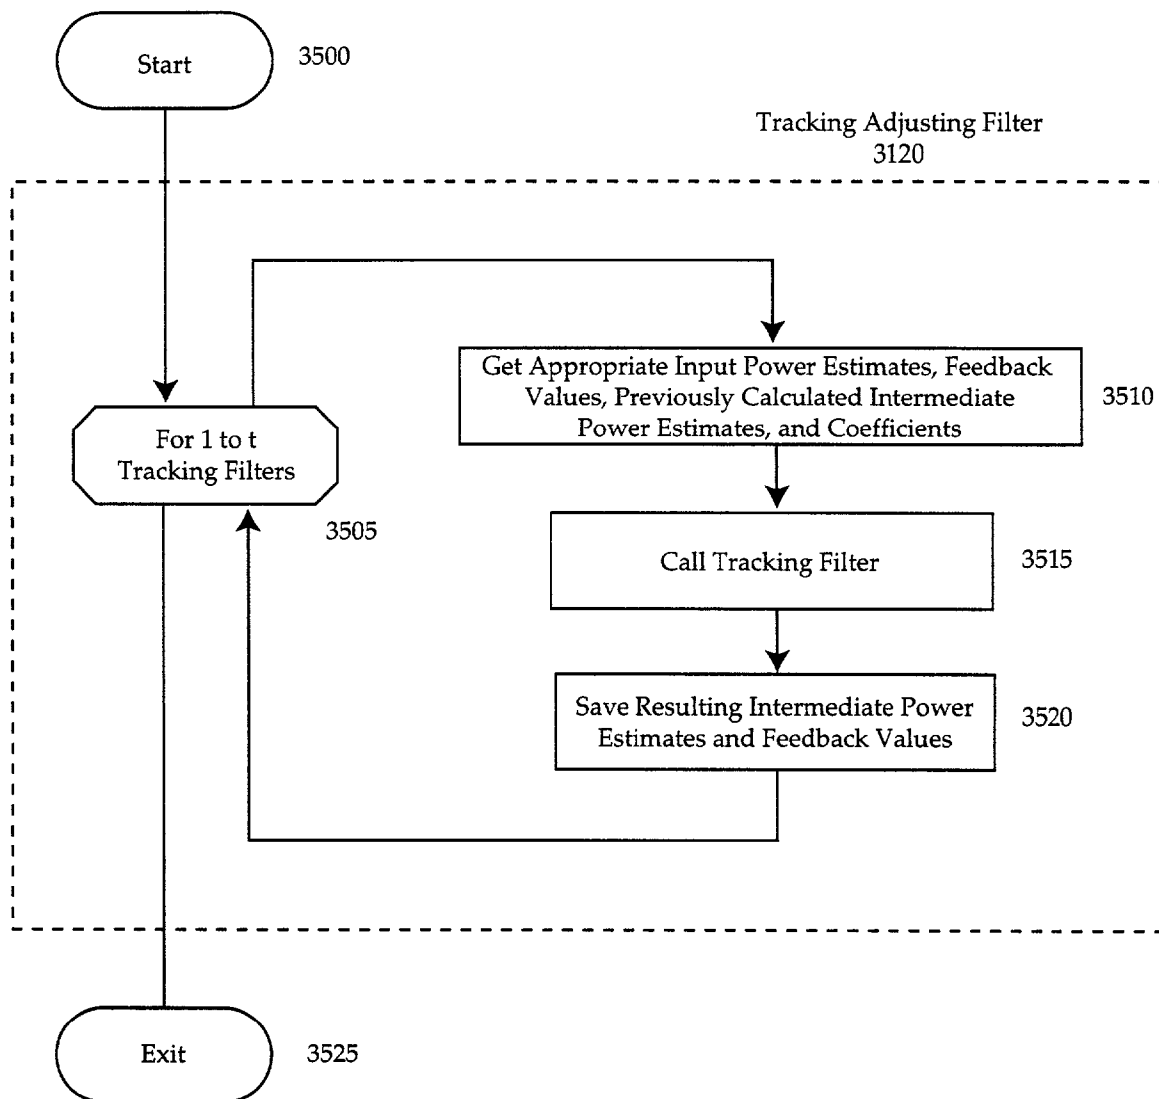 Start
3500
Tracking Adjusting Filter
3120
Get Appropriate Input Power Estimates, Feedback
Values, Previously Calculated Intermediate
Power Estimates, and Coefficients
3510
For 1 to t
Tracking Filters
3505
Call Tracking Filter
3515
Save Resulting Intermediate Power
Estimates and Feedback Values
3520
Exit
3525